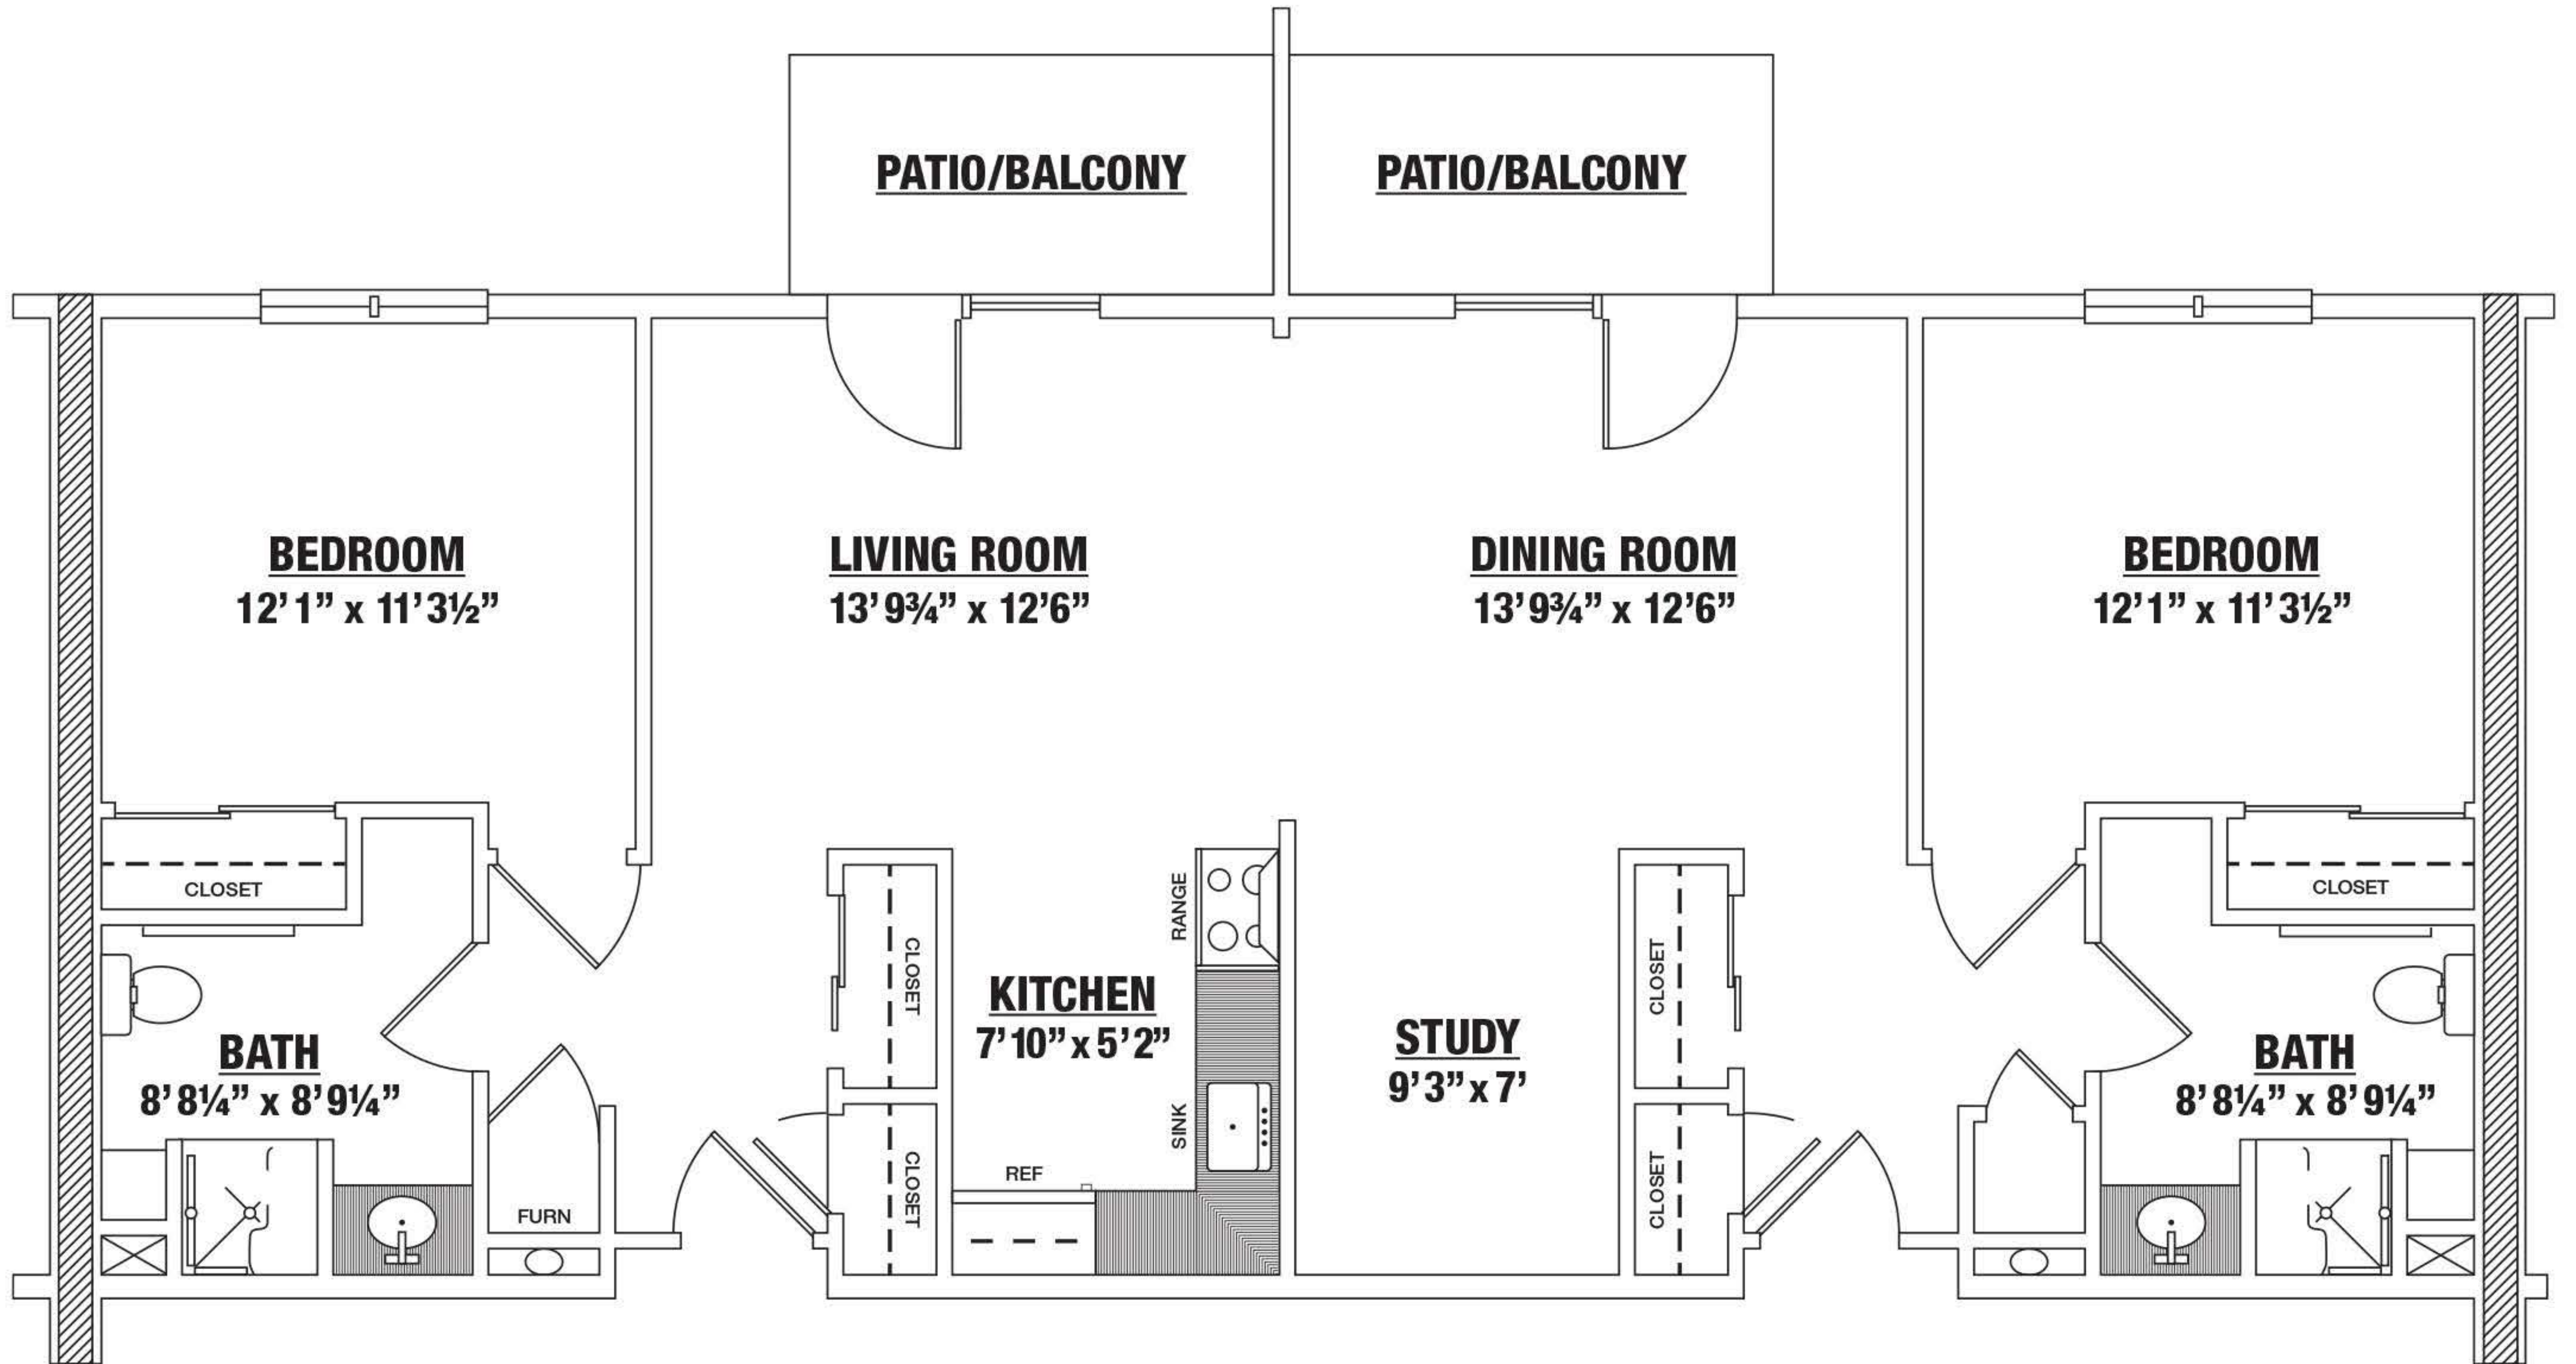 PATIO/BALCONY
PATIO/BALCONY
BEDROOM
12’1” x 11’3½”
LIVING ROOM
13’9¾” x 12’6”
DINING ROOM
13’9¾” x 12’6”
BEDROOM
12’1” x 11’3½”
CLOSET
CLOSET
RANGE
CLOSET
CLOSET
KITCHEN
7’10” x 5’2”
STUDY
9’3” x 7’
BATH
8’8¼” x 8’9¼”
BATH
8’8¼” x 8’9¼”
SINK
REF
CLOSET
CLOSET
FURN